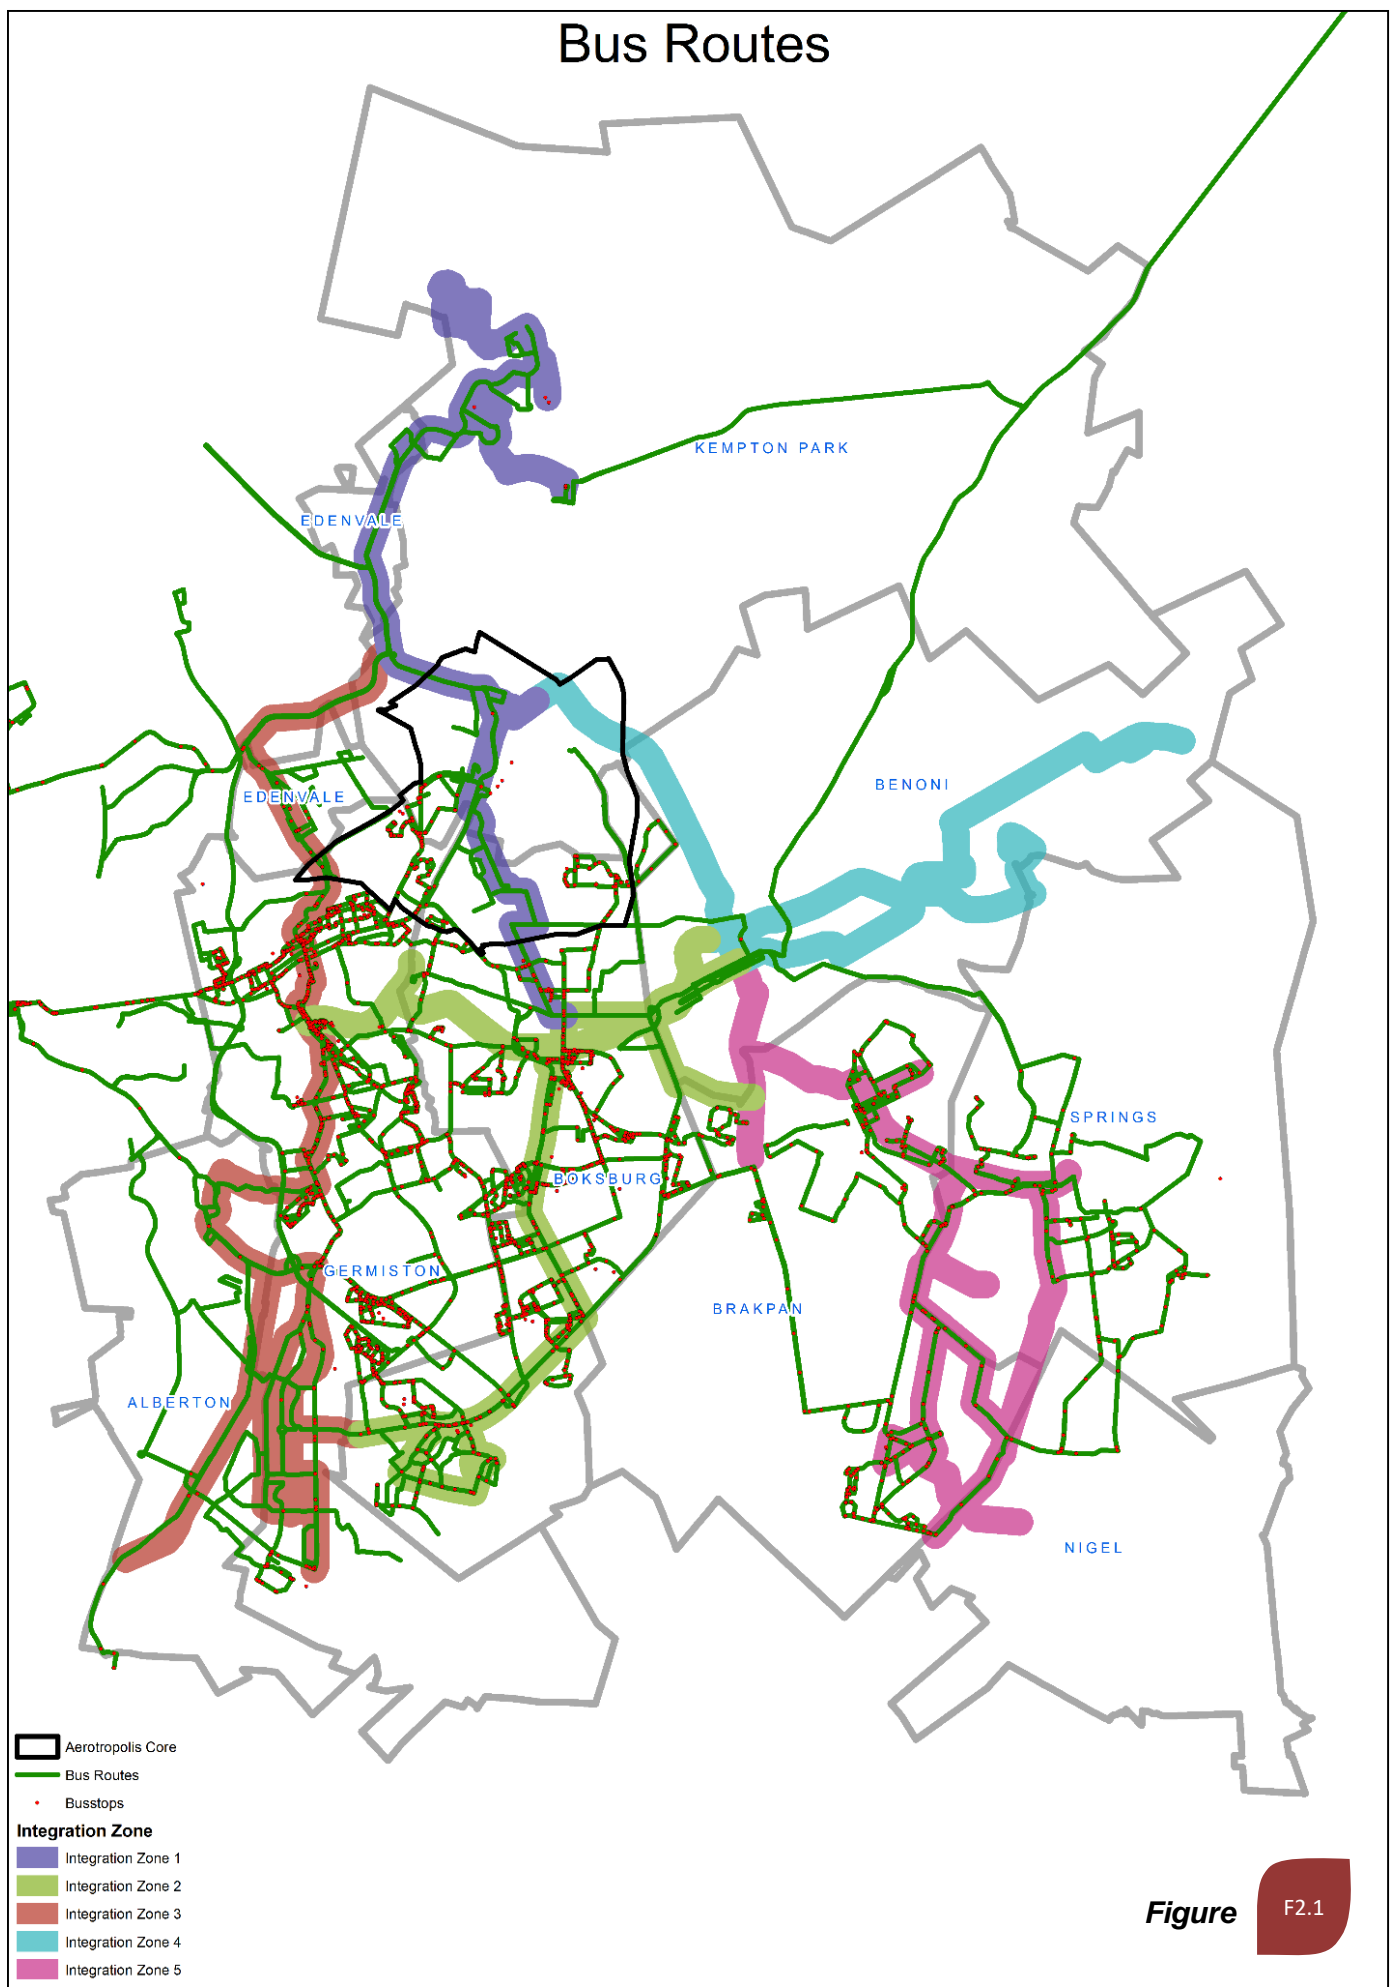 Bus Routes
KEMPTON PARK
EDENVALE
BENONI
EDENVALE
SPRINGS
BOKSBURG
GERMISTON
BRAKPAN
ALBERTON
NIGEL
Aerotropolis Core
Bus Routes
Busstops
Integration Zone
Integration Zone 1
Integration Zone 2
Integration Zone 3
Integration Zone 4
Integration Zone 5
Figure F2.1